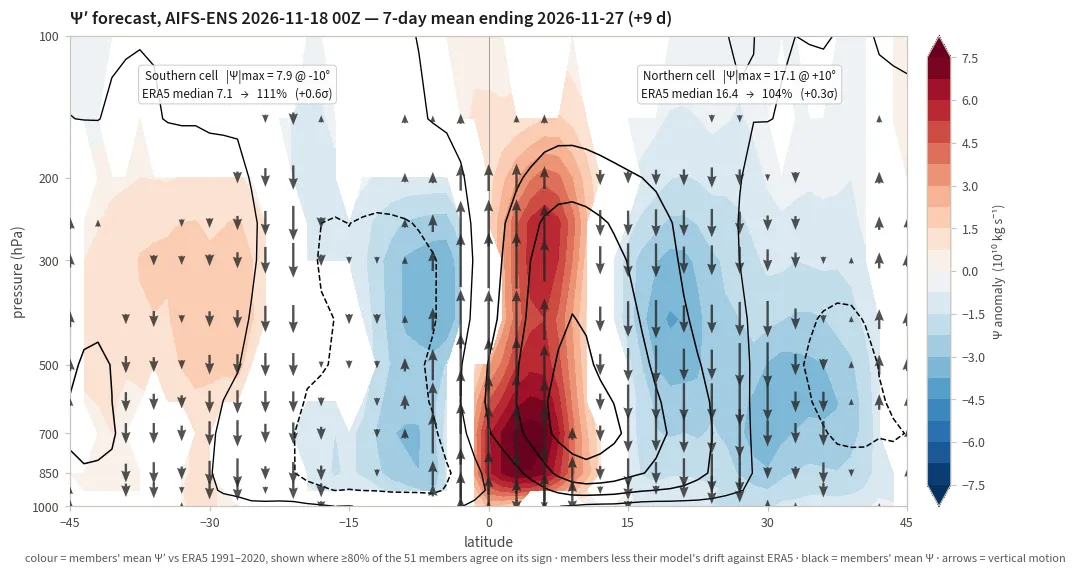 Ψ′ forecast, AIFS-ENS 2026-11-18 00Z — 7-day mean ending 2026-11-27 (+9 d)
Southern cell |Ψ|max = 7.9 @ -10°
ERA5 median 7.1 → 111% (+0.6σ)
Northern cell |Ψ|max = 17.1 @ +10°
ERA5 median 16.4 → 104% (+0.3σ)
100
200
300
500
700
850
1000
pressure (hPa)
−45
−30
−15
0
15
30
45
latitude
7.5
6.0
4.5
3.0
1.5
0.0
−1.5
−3.0
−4.5
−6.0
−7.5
Ψ anomaly (10¹⁰ kg s⁻¹)
colour = members' mean Ψ′ vs ERA5 1991–2020, shown where ≥80% of the 51 members agree on its sign · members less their model's drift against ERA5 · black = members' mean Ψ · arrows = vertical motion